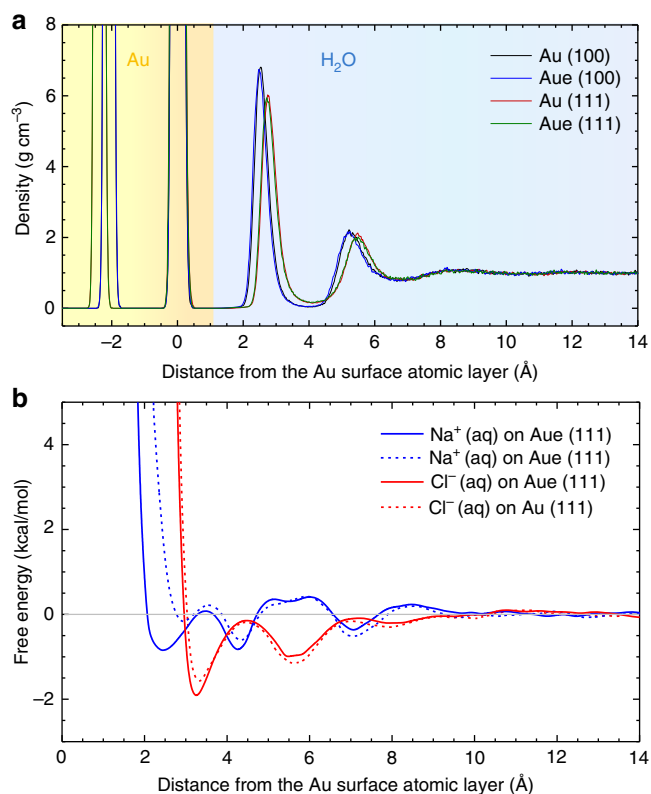 a
Au
H₂O
Au (100)
Aue (100)
Au (111)
Aue (111)
8
6
4
2
0
Density (g cm⁻³)
−2 0 2 4 6 8 10 12 14
Distance from the Au surface atomic layer (Å)
b
Na⁺ (aq) on Aue (111)
Na⁺ (aq) on Aue (111)
Cl⁻ (aq) on Aue (111)
Cl⁻ (aq) on Au (111)
4
2
0
−2
Free energy (kcal/mol)
0 2 4 6 8 10 12 14
Distance from the Au surface atomic layer (Å)